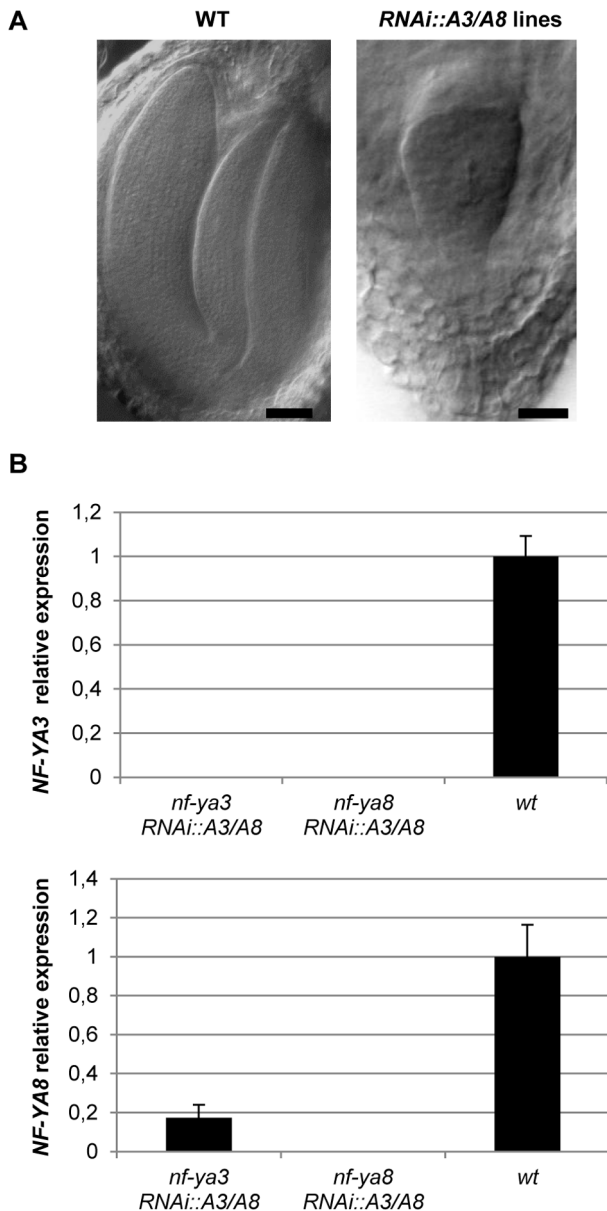 A
WT
RNAi::A3/A8 lines
B
NF-YA3 relative expression
1,2
1
0,8
0,6
0,4
0,2
0
nf-ya3
RNAi::A3/A8
nf-ya8
RNAi::A3/A8
wt
NF-YA8 relative expression
1,4
1,2
1
0,8
0,6
0,4
0,2
0
nf-ya3
RNAi::A3/A8
nf-ya8
RNAi::A3/A8
wt